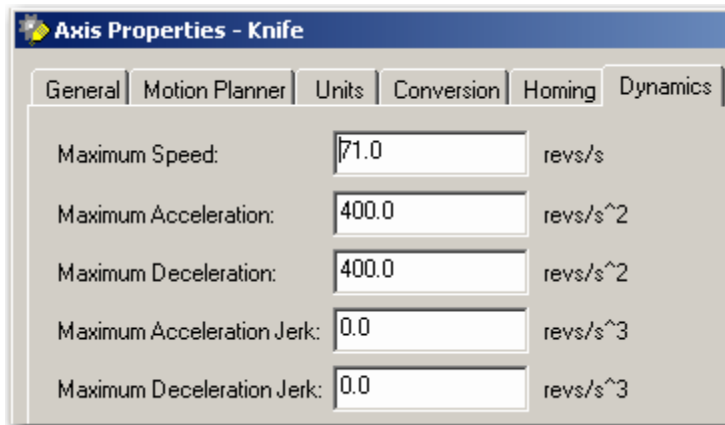 Axis Properties - Knife
General Motion Planner Units Conversion Homing Dynamics
Maximum Speed: 71.0 revs/s
Maximum Acceleration: 400.0 revs/s^2
Maximum Deceleration: 400.0 revs/s^2
Maximum Acceleration Jerk: 0.0 revs/s^3
Maximum Deceleration Jerk: 0.0 revs/s^3